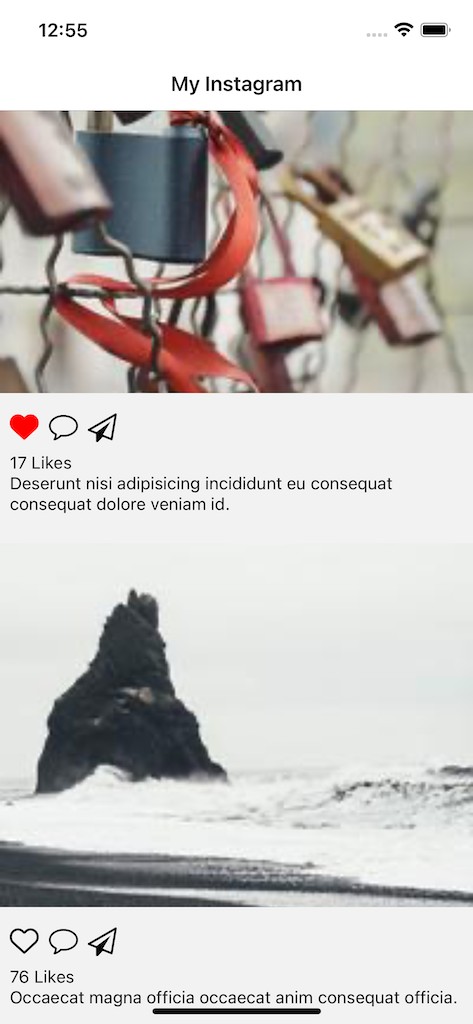 12:55
My Instagram
17 Likes
Deserunt nisi adipisicing incididunt eu consequat
consequat dolore veniam id.
76 Likes
Occaecat magna officia occaecat anim consequat officia.